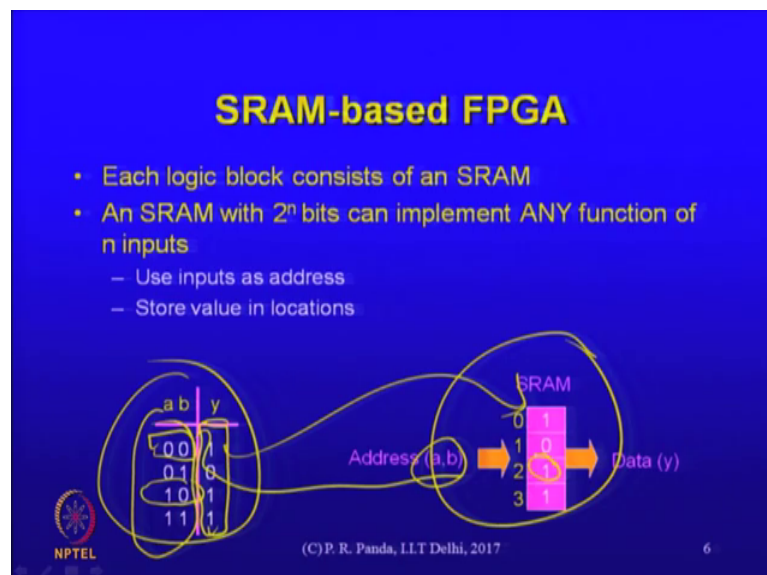 SRAM-based FPGA
• Each logic block consists of an SRAM
• An SRAM with 2ⁿ bits can implement ANY function of
n inputs
– Use inputs as address
– Store value in locations
a b y
0 0 1
0 1 0
1 0 1
1 1 1
SRAM
0 1
1 0
2 1
3 1
Address (a,b)
Data (y)
NPTEL
(C) P. R. Panda, I.I.T Delhi, 2017
6